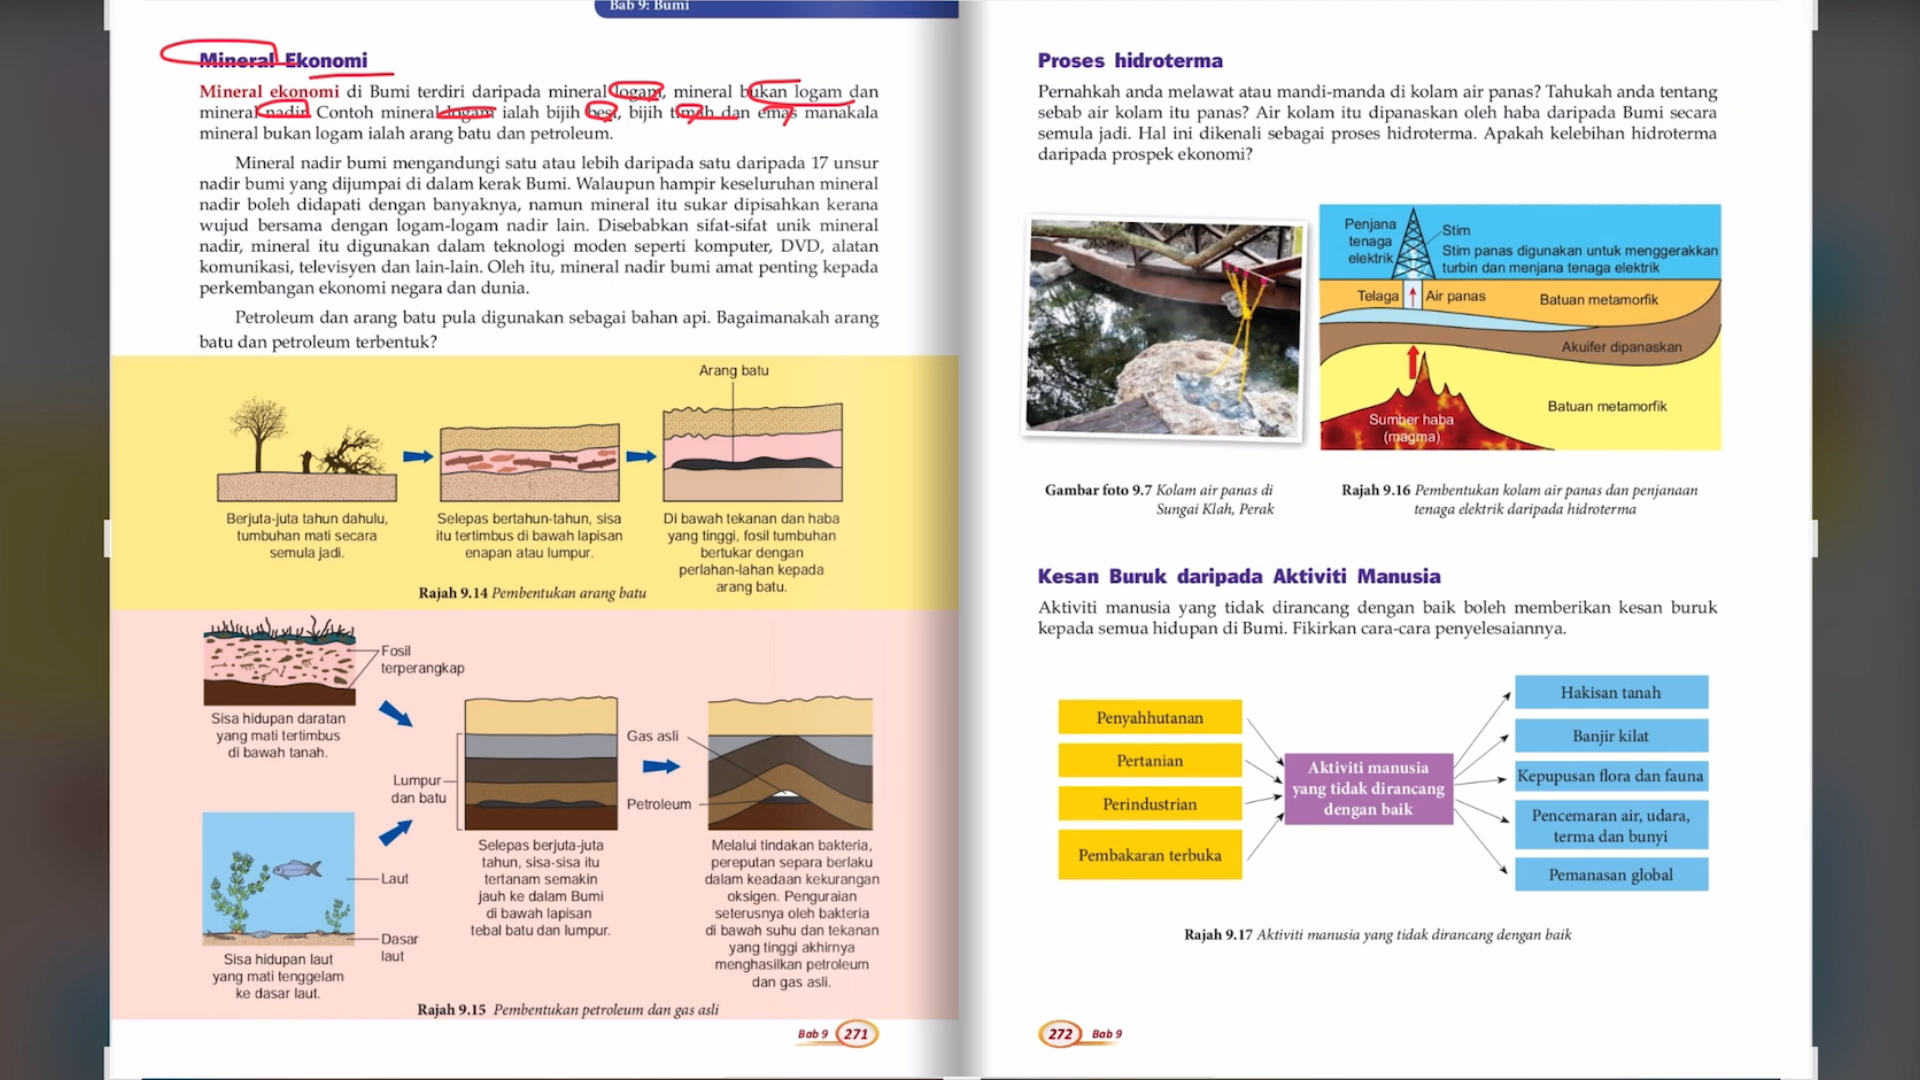 Bab 9: Bumi
Mineral Ekonomi
Mineral ekonomi di Bumi terdiri daripada mineral logam, mineral bukan logam dan
mineral nadir. Contoh mineral logam ialah bijih besi, bijih timah dan emas manakala
mineral bukan logam ialah arang batu dan petroleum.
Mineral nadir bumi mengandungi satu atau lebih daripada satu daripada 17 unsur
nadir bumi yang dijumpai di dalam kerak Bumi. Walaupun hampir keseluruhan mineral
nadir boleh didapati dengan banyaknya, namun mineral itu sukar dipisahkan kerana
wujud bersama dengan logam-logam nadir lain. Disebabkan sifat-sifat unik mineral
nadir, mineral itu digunakan dalam teknologi moden seperti komputer, DVD, alatan
komunikasi, televisyen dan lain-lain. Oleh itu, mineral nadir bumi amat penting kepada
perkembangan ekonomi negara dan dunia.
Petroleum dan arang batu pula digunakan sebagai bahan api. Bagaimanakah arang
batu dan petroleum terbentuk?
Arang batu
Berjuta-juta tahun dahulu,
tumbuhan mati secara
semula jadi.
Selepas bertahun-tahun, sisa
itu tertimbus di bawah lapisan
enapan atau lumpur.
Di bawah tekanan dan haba
yang tinggi, fosil tumbuhan
bertukar dengan
perlahan-lahan kepada
arang batu.
Rajah 9.14 Pembentukan arang batu
Fosil
terperangkap
Sisa hidupan daratan
yang mati tertimbus
di bawah tanah.
Lumpur
dan batu
Gas asli
Petroleum
Laut
Dasar
laut
Sisa hidupan laut
yang mati tenggelam
ke dasar laut.
Selepas berjuta-juta
tahun, sisa-sisa itu
tertanam semakin
jauh ke dalam Bumi
di bawah lapisan
tebal batu dan lumpur.
Melalui tindakan bakteria,
pereputan separa berlaku
dalam keadaan kekurangan
oksigen. Penguraian
seterusnya oleh bakteria
di bawah suhu dan tekanan
yang tinggi akhirnya
menghasilkan petroleum
dan gas asli.
Rajah 9.15 Pembentukan petroleum dan gas asli
Bab 9 271
Proses hidroterma
Pernahkah anda melawat atau mandi-manda di kolam air panas? Tahukah anda tentang
sebab air kolam itu panas? Air kolam itu dipanaskan oleh haba daripada Bumi secara
semula jadi. Hal ini dikenali sebagai proses hidroterma. Apakah kelebihan hidroterma
daripada prospek ekonomi?
Penjana
tenaga
elektrik
Stim
Stim panas digunakan untuk menggerakkan
turbin dan menjana tenaga elektrik
Telaga
Air panas
Batuan metamorfik
Akuifer dipanaskan
Batuan metamorfik
Sumber haba
(magma)
Gambar foto 9.7 Kolam air panas di
Sungai Klah, Perak
Rajah 9.16 Pembentukan kolam air panas dan penjanaan
tenaga elektrik daripada hidroterma
Kesan Buruk daripada Aktiviti Manusia
Aktiviti manusia yang tidak dirancang dengan baik boleh memberikan kesan buruk
kepada semua hidupan di Bumi. Fikirkan cara-cara penyelesaiannya.
Penyahhutanan
Pertanian
Perindustrian
Pembakaran terbuka
Aktiviti manusia
yang tidak dirancang
dengan baik
Hakisan tanah
Banjir kilat
Kepupusan flora dan fauna
Pencemaran air, udara,
terma dan bunyi
Pemanasan global
Rajah 9.17 Aktiviti manusia yang tidak dirancang dengan baik
272 Bab 9